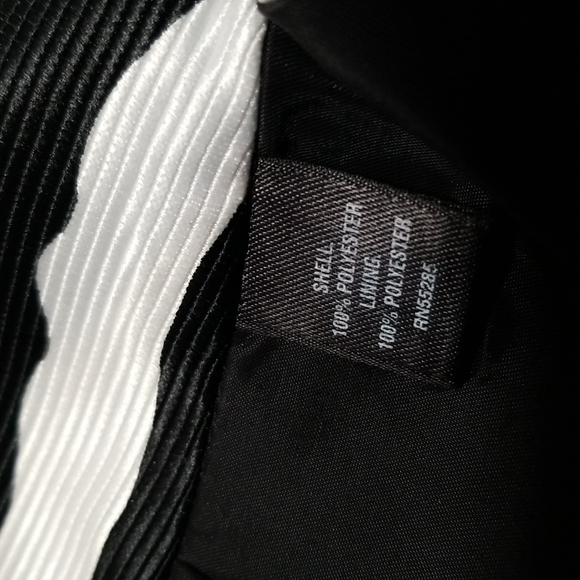 SHELL
100% POLYESTER
LINING
100% POLYESTER
RN55285